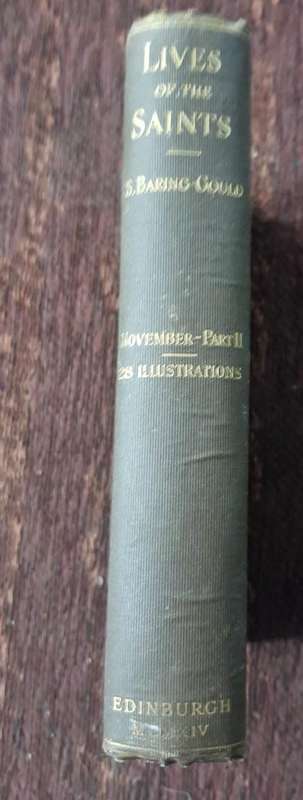 LIVES
OF THE
SAINTS
S. BARING-GOULD
NOVEMBER-PART II
28 ILLUSTRATIONS
EDINBURGH